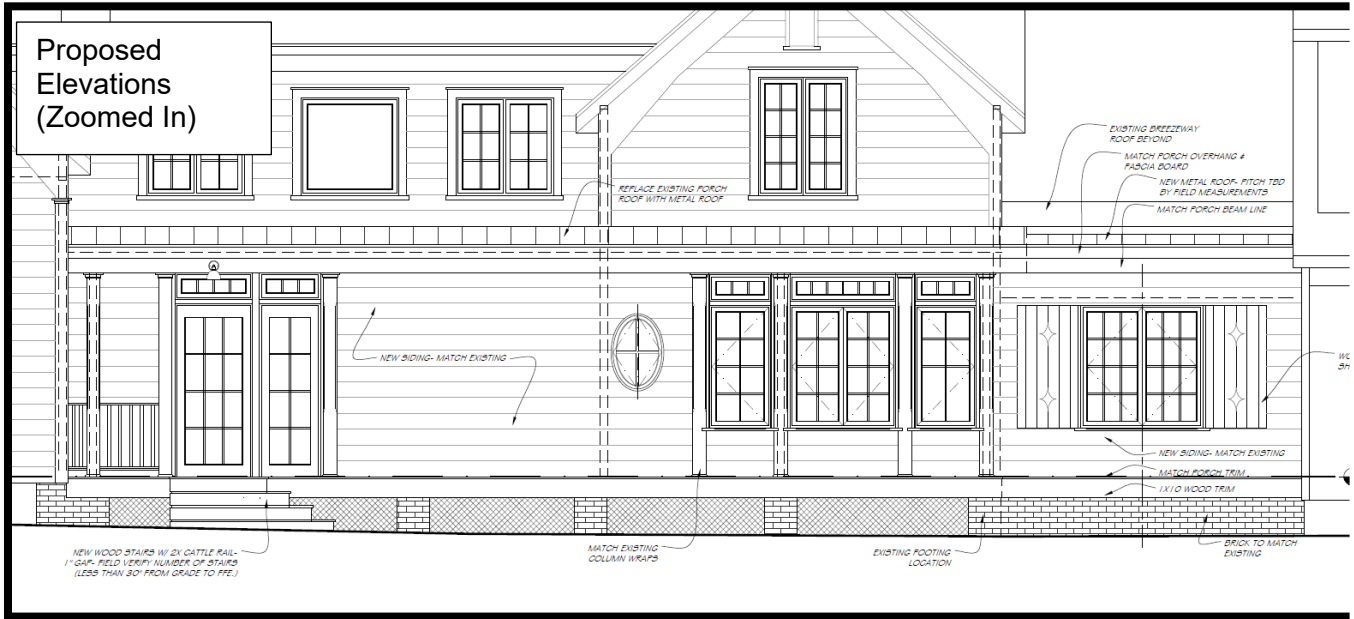 Proposed
Elevations
(Zoomed In)
EXISTING BREEZEWAY
ROOF BEYOND
MATCH PORCH OVERHANG &
FASCIA BOARD
NEW METAL ROOF- PITCH TBD
BY FIELD MEASUREMENTS
MATCH PORCH BEAM LINE
REPLACE EXISTING PORCH
ROOF WITH METAL ROOF
NEW SIDING- MATCH EXISTING
NEW SIDING- MATCH EXISTING
MATCH PORCH TRIM
1X10 WOOD TRIM
NEW WOOD STAIRS W/ 2X CATTLE RAIL-
1" GAP- FIELD VERIFY NUMBER OF STAIRS
(LESS THAN 30" FROM GRADE TO FFE.)
MATCH EXISTING
COLUMN WRAPS
EXISTING FOOTING
LOCATION
BRICK TO MATCH
EXISTING